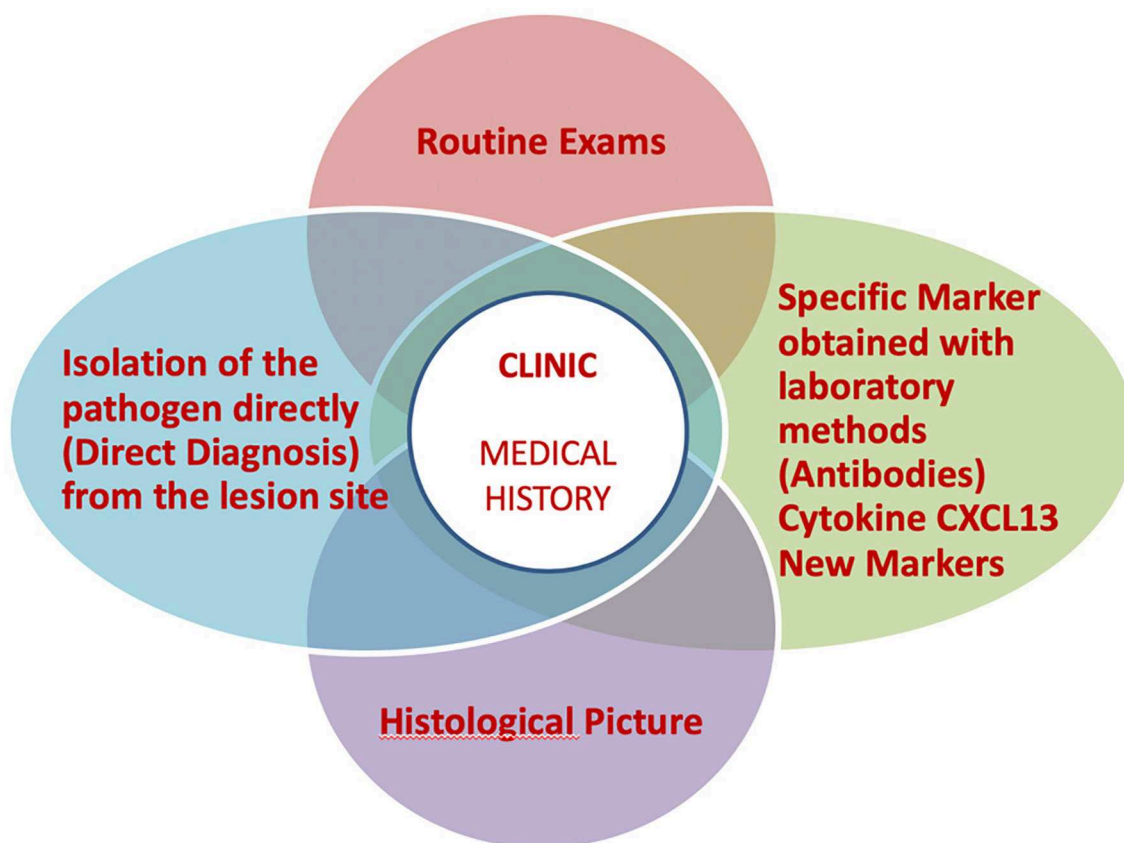 Routine Exams
Isolation of the
pathogen directly
(Direct Diagnosis)
from the lesion site
CLINIC
MEDICAL
HISTORY
Specific Marker
obtained with
laboratory
methods
(Antibodies)
Cytokine CXCL13
New Markers
Histological Picture